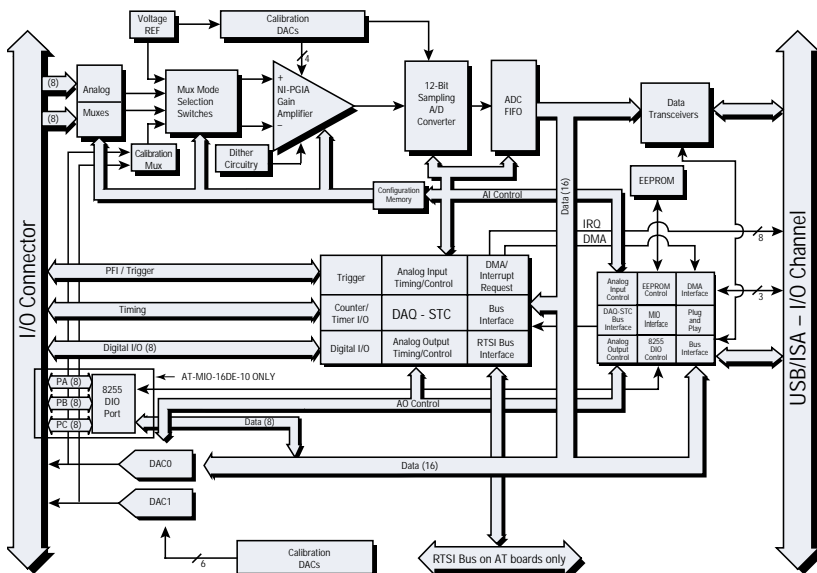 Voltage
REF
Calibration
DACs
4
(8)
(8)
Analog
Muxes
Mux Mode
Selection
Switches
+
NI-PGIA
Gain
Amplifier
–
12-Bit
Sampling
A/D
Converter
ADC
FIFO
Data
Transceivers
Calibration
Mux
Dither
Circuitry
Configuration
Memory
AI Control
EEPROM
Data (16)
IRQ
DMA
8
3
I/O Connector
USB/ISA – I/O Channel
PFI / Trigger
Timing
Digital I/O (8)
Trigger
Analog Input
Timing/Control
DMA/
Interrupt
Request
Counter/
Timer I/O
DAQ - STC
Bus
Interface
Digital I/O
Analog Output
Timing/Control
RTSI Bus
Interface
Analog
Input
Control
EEPROM
Control
DMA
Interface
DAQ-STC
Bus
Interface
MIO
Interface
Plug
and
Play
Analog
Output
Control
8255
DIO
Control
Bus
Interface
AT-MIO-16DE-10 ONLY
PA (8)
PB (8)
PC (8)
8255
DIO
Port
AO Control
Data (8)
DAC0
Data (16)
DAC1
6
Calibration
DACs
RTSI Bus on AT boards only